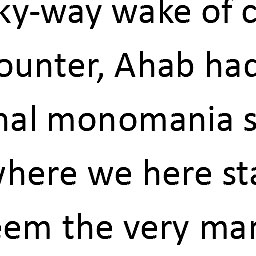 ky-way wake of c
ounter, Ahab had
nal monomania s
where we here sta
eem the very mar